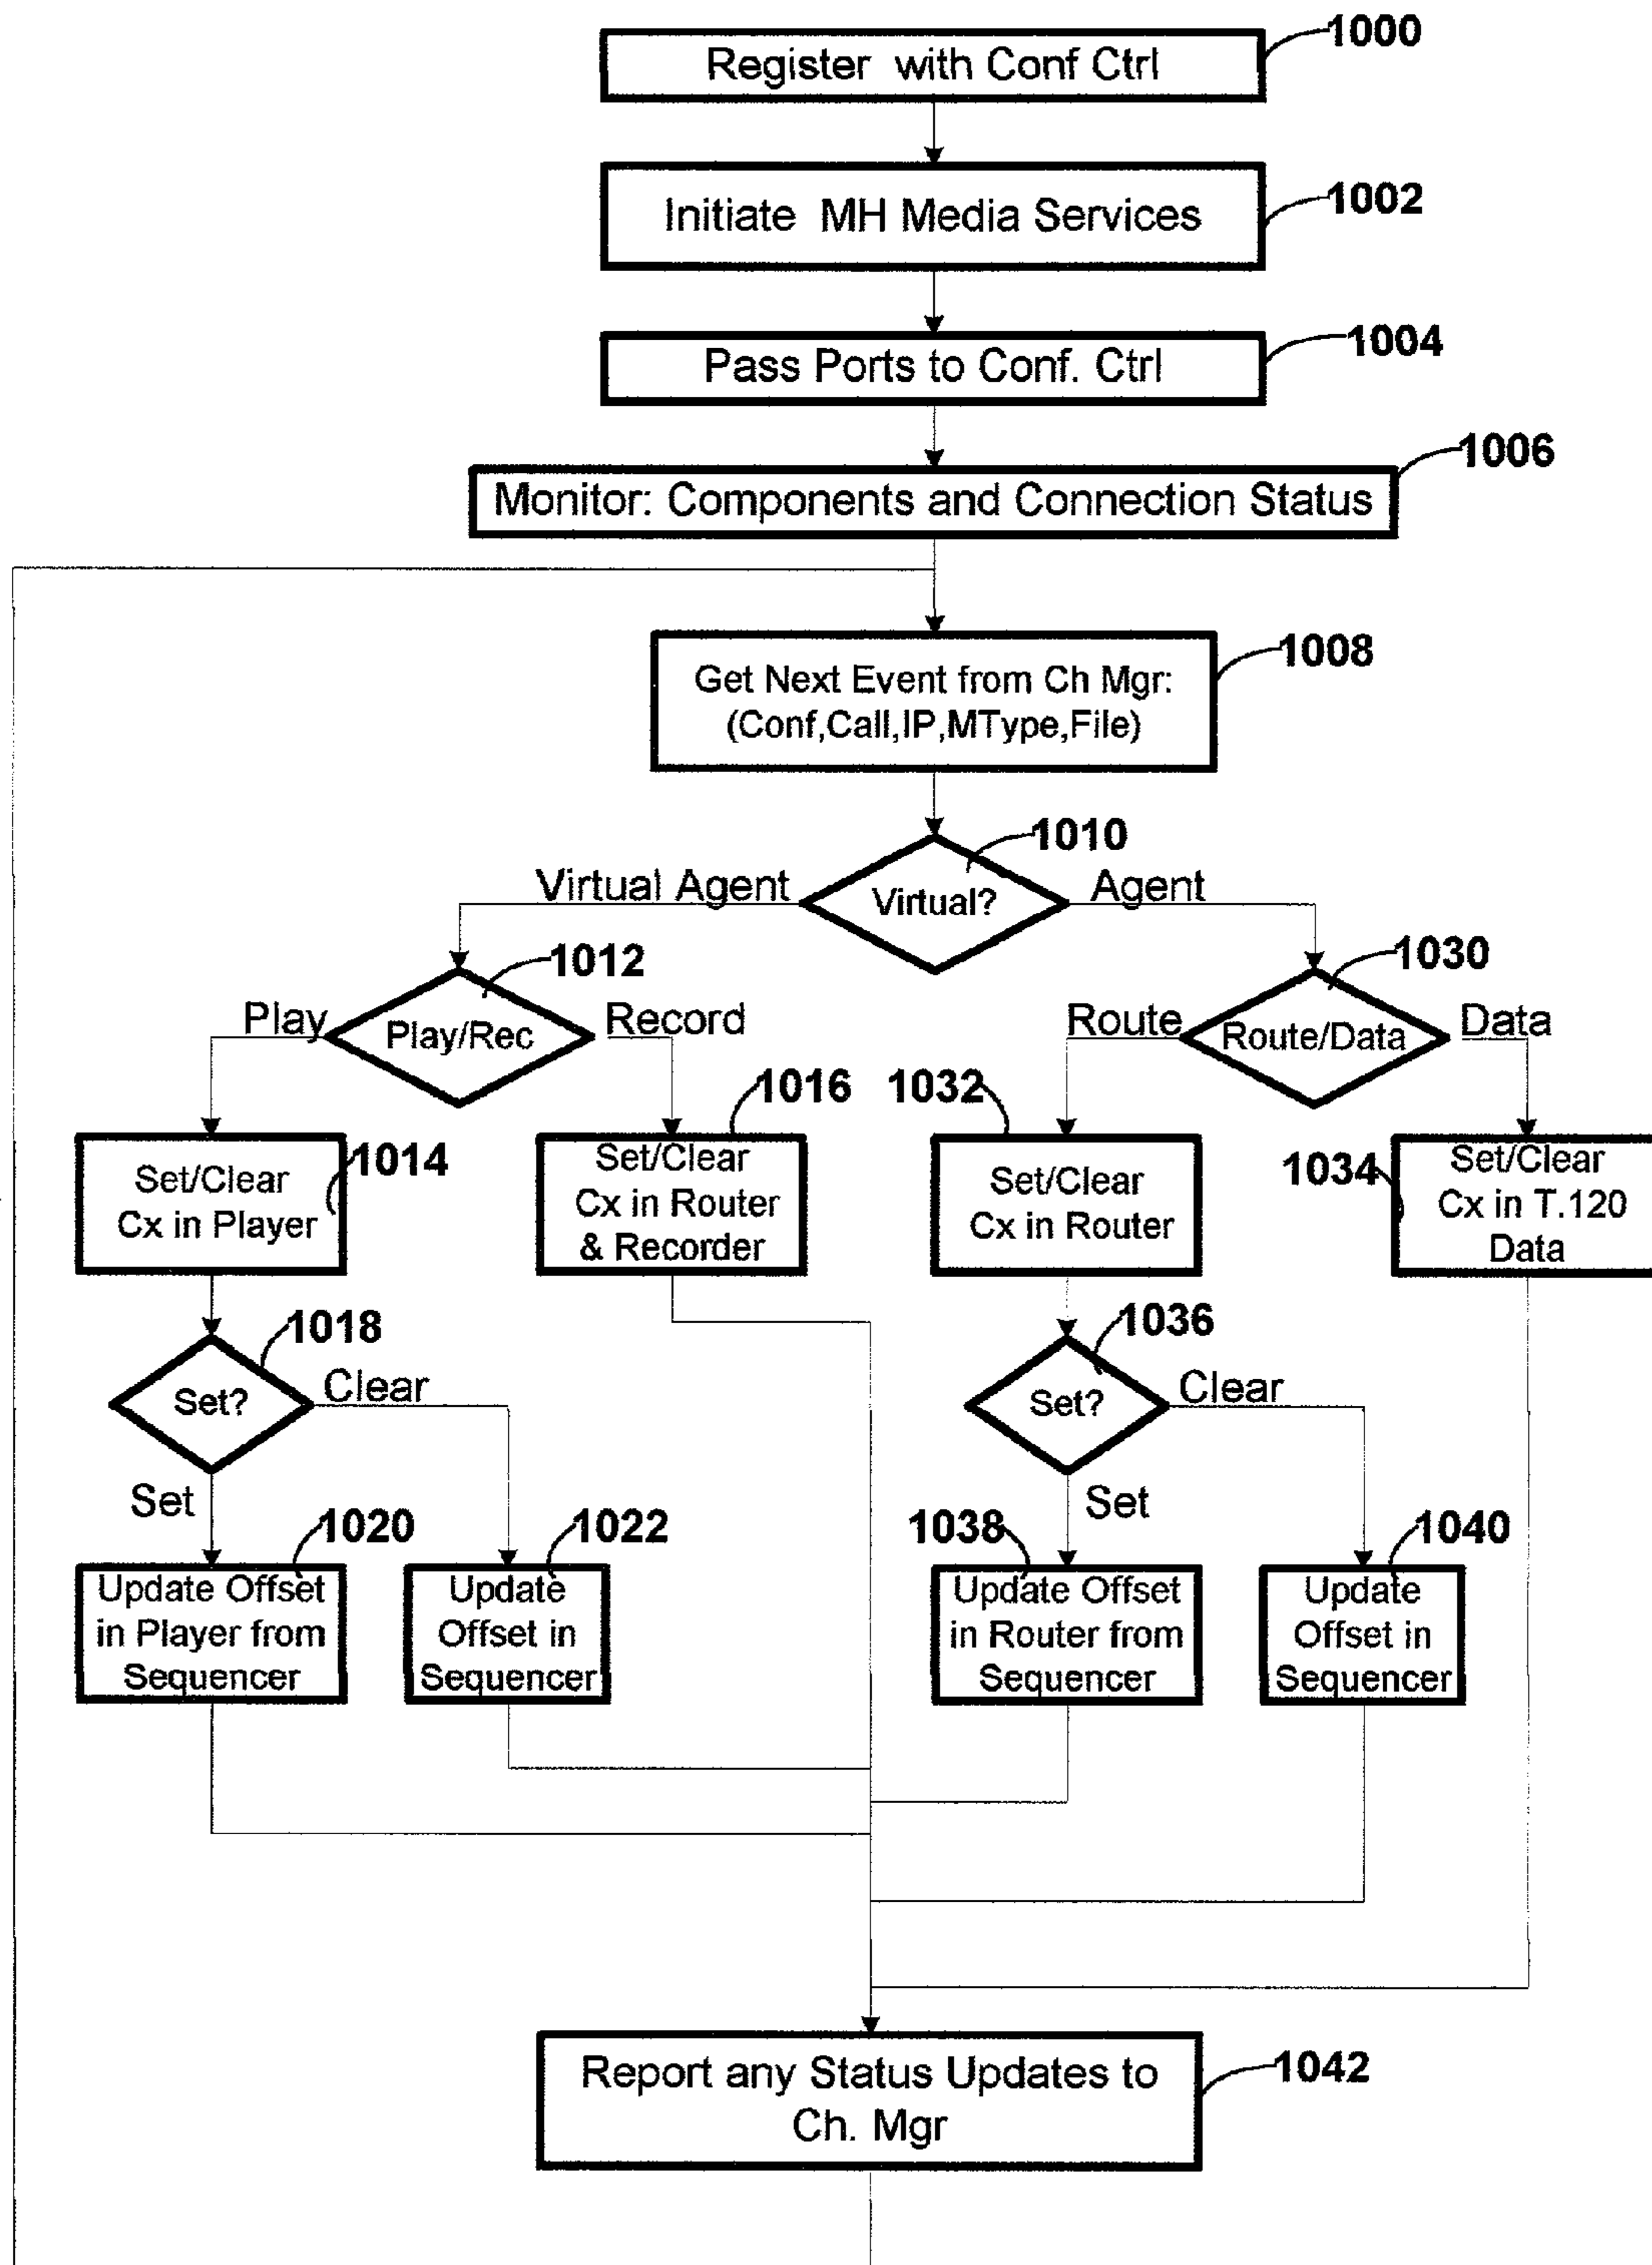 1000
Register with Conf Ctrl
1002
Initiate MH Media Services
1004
Pass Ports to Conf. Ctrl
1006
Monitor: Components and Connection Status
1008
Get Next Event from Ch Mgr:
(Conf,Call,IP,MType,File)
1010
Virtual Agent
Virtual?
Agent
1012
1030
Play
Play/Rec
Record
Route
Route/Data
Data
1014
Set/Clear
Cx in Player
1016
Set/Clear
Cx in Router
& Recorder
1032
Set/Clear
Cx in Router
1034
Set/Clear
Cx in T.120
Data
1018
Set?
Clear
Set
1036
Set?
Clear
Set
1020
Update Offset
in Player from
Sequencer
1022
Update
Offset in
Sequencer
1038
Update Offset
in Router from
Sequencer
1040
Update
Offset in
Sequencer
1042
Report any Status Updates to
Ch. Mgr